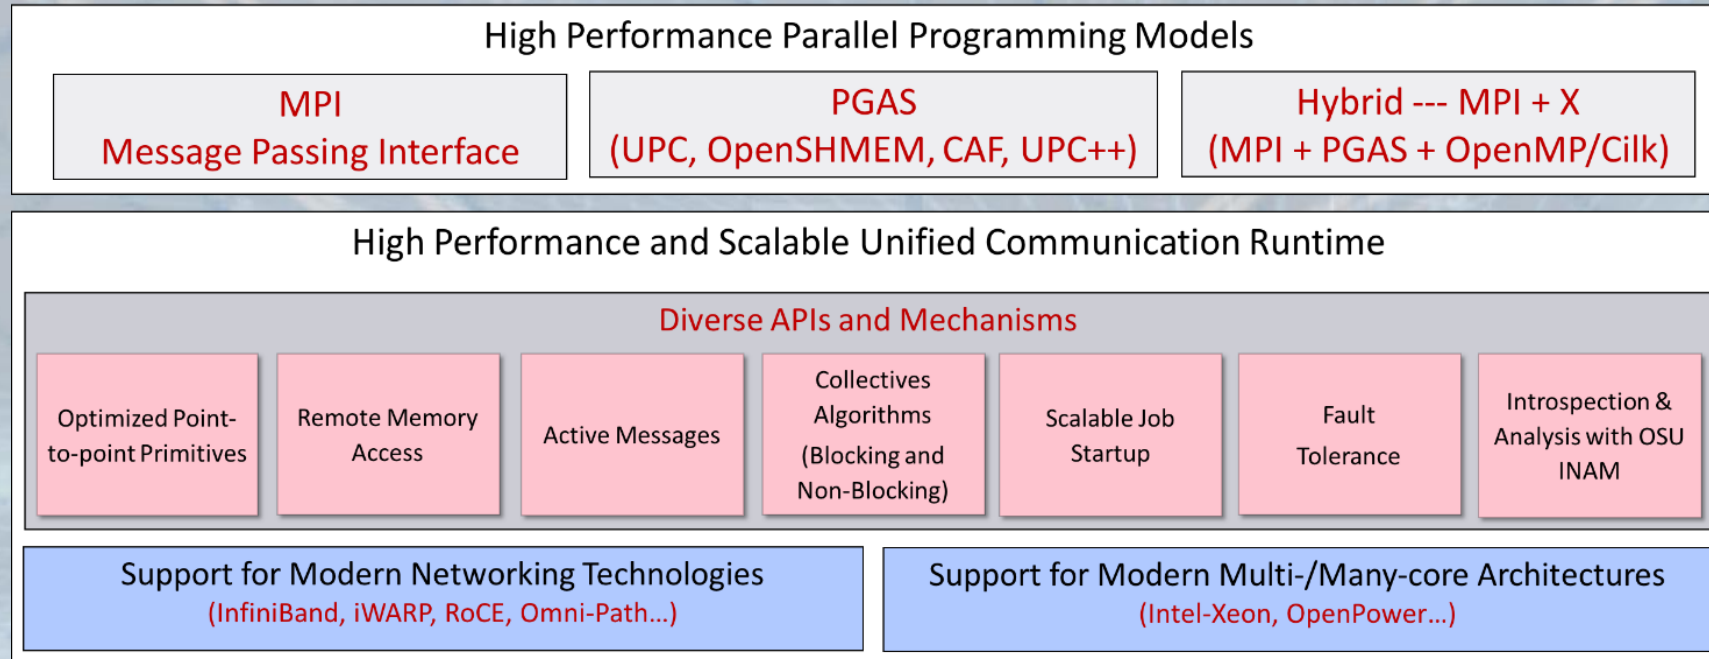 High Performance Parallel Programming Models
MPI
Message Passing Interface
PGAS
(UPC, OpenSHMEM, CAF, UPC++)
Hybrid --- MPI + X
(MPI + PGAS + OpenMP/Cilk)
High Performance and Scalable Unified Communication Runtime
Diverse APIs and Mechanisms
Optimized Point-
to-point Primitives
Remote Memory
Access
Active Messages
Collectives
Algorithms
(Blocking and
Non-Blocking)
Scalable Job
Startup
Fault
Tolerance
Introspection &
Analysis with OSU
INAM
Support for Modern Networking Technologies
(InfiniBand, iWARP, RoCE, Omni-Path...)
Support for Modern Multi-/Many-core Architectures
(Intel-Xeon, OpenPower...)